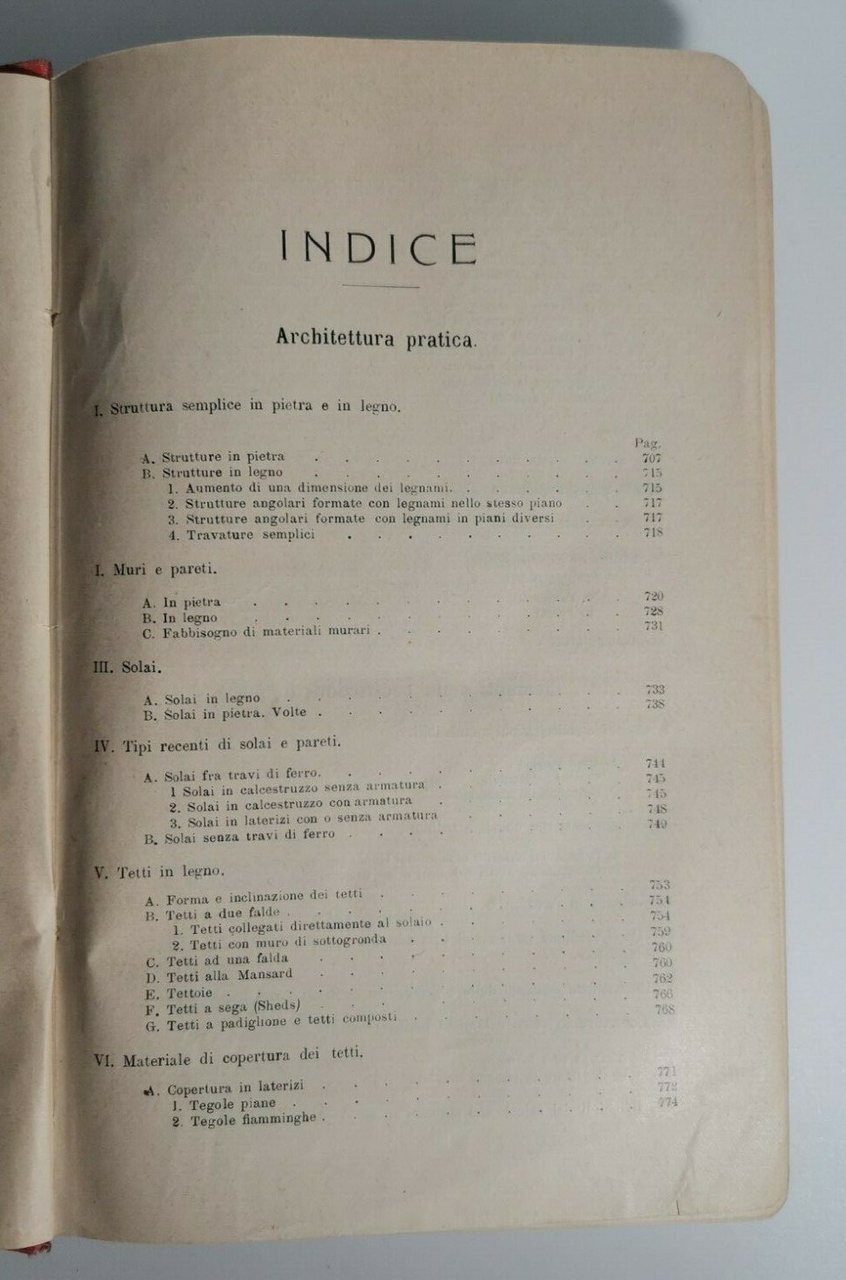 INDICE
Architettura pratica.
I. Struttura semplice in pietra e in legno.
Pag.
A. Strutture in pietra . . . . . . . . . . . 707
B. Strutture in legno . . . . . . . . . . . 715
1. Aumento di una dimensione dei legnami. . . . . . . 715
2. Strutture angolari formate con legnami nello stesso piano . . 717
3. Strutture angolari formate con legnami in piani diversi . . 717
4. Travature semplici . . . . . . . . . . 718
I. Muri e pareti.
A. In pietra . . . . . . . . . . . . . 720
B. In legno . . . . . . . . . . . . . 728
C. Fabbisogno di materiali murari . . . . . . . . . 731
III. Solai.
A. Solai in legno . . . . . . . . . . . . 733
B. Solai in pietra. Volte . . . . . . . . . . . 738
IV. Tipi recenti di solai e pareti.
A. Solai fra travi di ferro. . . . . . . . . . . 744
1 Solai in calcestruzzo senza armatura . . . . . . . 745
2. Solai in calcestruzzo con armatura . . . . . . . 745
3. Solai in laterizi con o senza armatura . . . . . . 748
B. Solai senza travi di ferro . . . . . . . . . . 749
V. Tetti in legno.
A. Forma e inclinazione dei tetti . . . . . . . . . 753
B. Tetti a due falde . . . . . . . . . . . . 754
1. Tetti collegati direttamente al solaio . . . . . . . 754
2. Tetti con muro di sottogronda . . . . . . . . 759
C. Tetti ad una falda . . . . . . . . . . . 760
D. Tetti alla Mansard . . . . . . . . . . . 760
E. Tettoie . . . . . . . . . . . . . . 762
F. Tetti a sega (Sheds) . . . . . . . . . . . 766
G. Tetti a padiglione e tetti composti . . . . . . . . 768
VI. Materiale di copertura dei tetti.
A. Copertura in laterizi . . . . . . . . . . . 771
1. Tegole piane . . . . . . . . . . . . 772
2. Tegole fiamminghe . . . . . . . . . . . 774